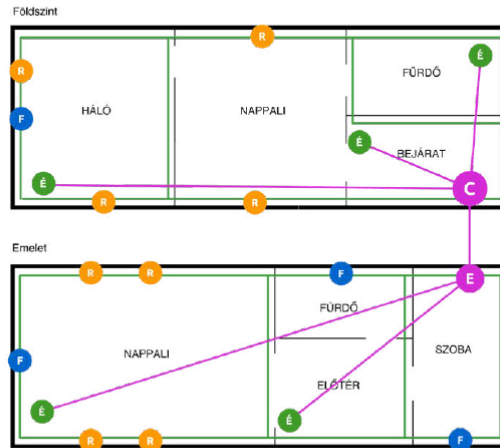 Földszint
R
É
R
FÜRDŐ
F
HÁLÓ
NAPPALI
É
BEJÁRAT
É
C
R
R
Emelet
R
R
F
E
FÜRDŐ
F
NAPPALI
SZOBA
ELŐTÉR
É
É
R
R
F